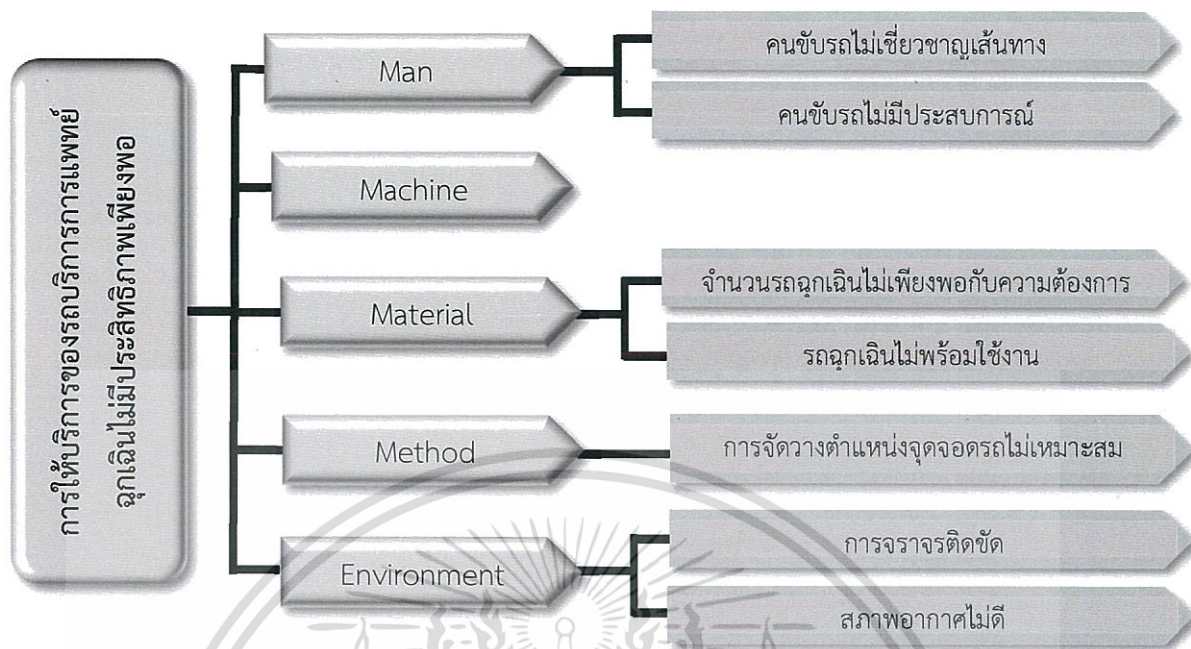 การให้บริการของรถบริการการแพทย์
ฉุกเฉินไม่มีประสิทธิภาพเพียงพอ
Man
คนขับรถไม่เชี่ยวชาญเส้นทาง
คนขับรถไม่มีประสบการณ์
Machine
Material
จำนวนรถฉุกเฉินไม่เพียงพอกับความต้องการ
รถฉุกเฉินไม่พร้อมใช้งาน
Method
การจัดวางตำแหน่งจุดจอดรถไม่เหมาะสม
Environment
การจราจรติดขัด
สภาพอากาศไม่ดี